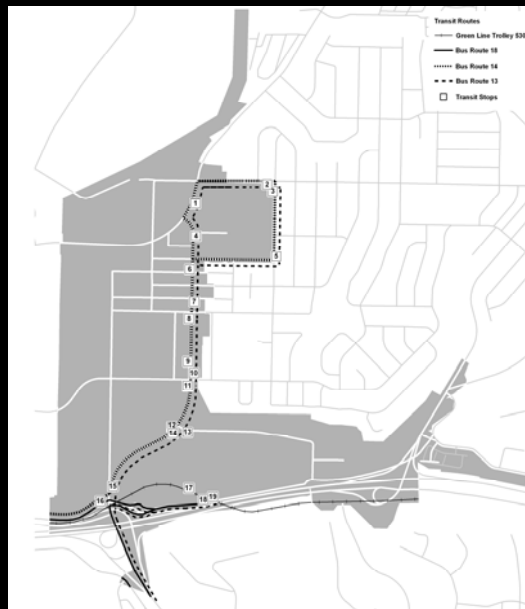 Transit Routes
Green Line Trolley 530
Bus Route 18
Bus Route 14
Bus Route 13
Transit Stops
2
3
1
4
5
6
7
8
9
10
11
12
14 13
15
17
16
18 19